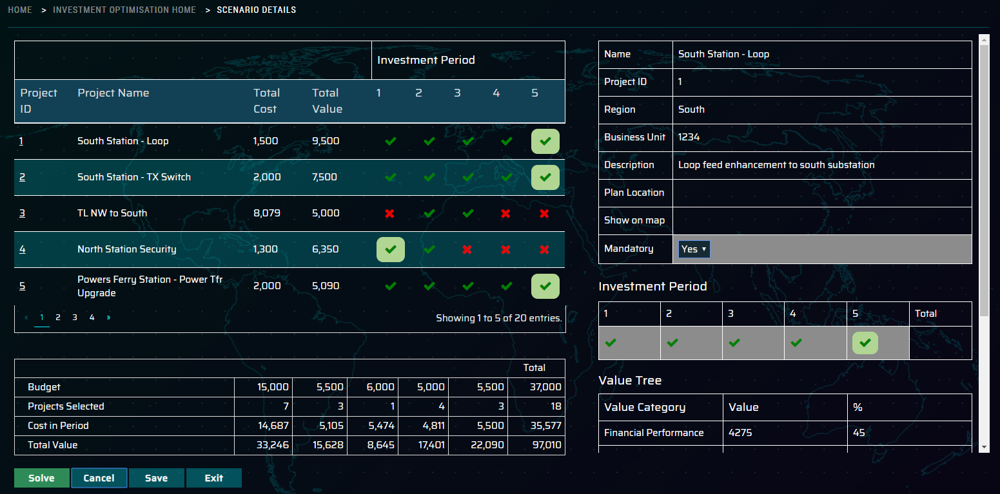 HOME > INVESTMENT OPTIMISATION HOME > SCENARIO DETAILS
Investment Period
Project ID Project Name Total Cost Total Value 1 2 3 4 5
1 South Station - Loop 1,500 9,500
2 South Station - TX Switch 2,000 7,500
3 TL NW to South 8,079 5,000
4 North Station Security 1,300 6,350
5 Powers Ferry Station - Power Tfr Upgrade 2,000 5,090
« 1 2 3 4 » Showing 1 to 5 of 20 entries.
Total
Budget 15,000 5,500 6,000 5,000 5,500 37,000
Projects Selected 7 3 1 4 3 18
Cost in Period 14,687 5,105 5,474 4,811 5,500 35,577
Total Value 33,246 15,628 8,645 17,401 22,090 97,010
Solve Cancel Save Exit
Name South Station - Loop
Project ID 1
Region South
Business Unit 1234
Description Loop feed enhancement to south substation
Plan Location
Show on map
Mandatory Yes
Investment Period
1 2 3 4 5 Total
Value Tree
Value Category Value %
Financial Performance 4275 45